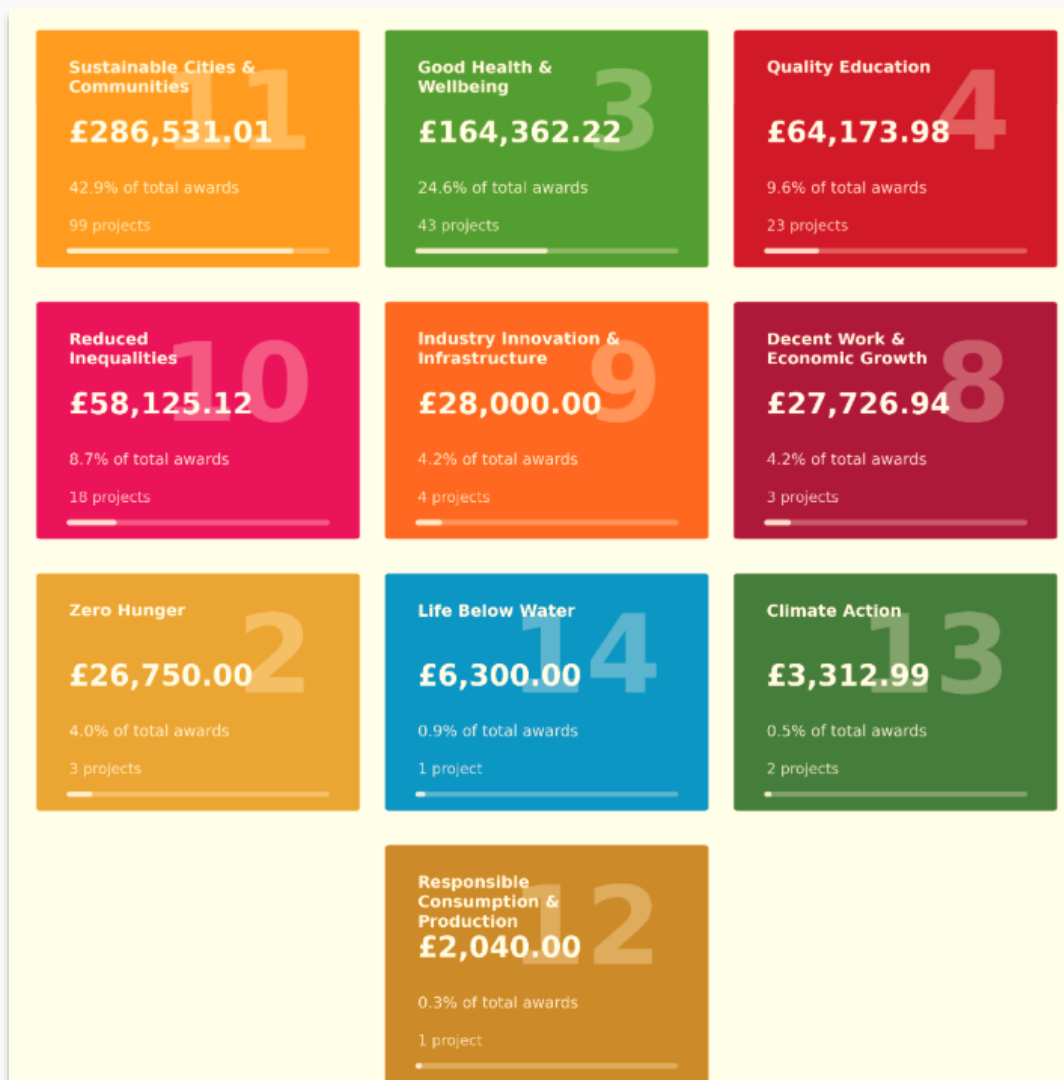 Sustainable Cities &
Communities
11
£286,531.01
42.9% of total awards
99 projects
Good Health &
Wellbeing
3
£164,362.22
24.6% of total awards
43 projects
Quality Education
4
£64,173.98
9.6% of total awards
23 projects
Reduced
Inequalities
10
£58,125.12
8.7% of total awards
18 projects
Industry Innovation &
Infrastructure
9
£28,000.00
4.2% of total awards
4 projects
Decent Work &
Economic Growth
8
£27,726.94
4.2% of total awards
3 projects
Zero Hunger
2
£26,750.00
4.0% of total awards
3 projects
Life Below Water
14
£6,300.00
0.9% of total awards
1 project
Climate Action
13
£3,312.99
0.5% of total awards
2 projects
Responsible
Consumption &
Production
12
£2,040.00
0.3% of total awards
1 project